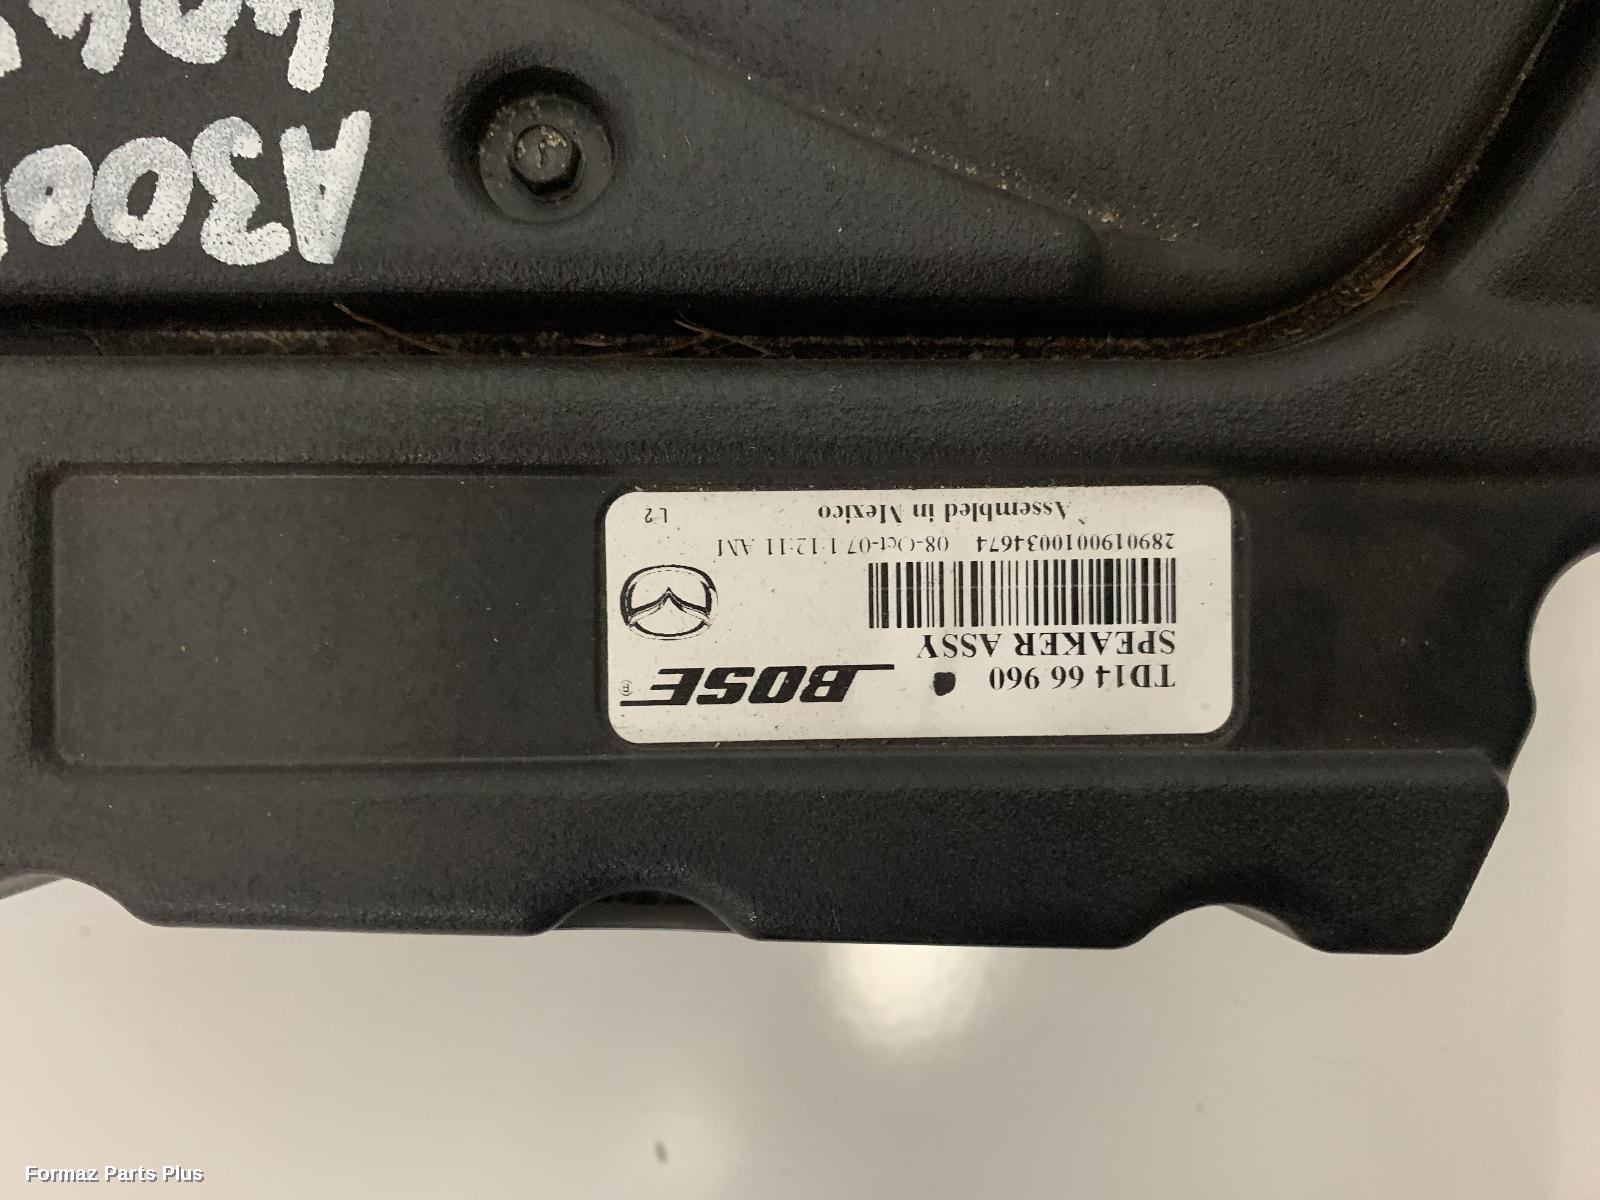 TD14 66 960
BOSE®
SPEAKER ASSY
2890190010034674 08-Oct-07 1:12:11 AM
Assembled in Mexico
L2
A300
Formaz Parts Plus